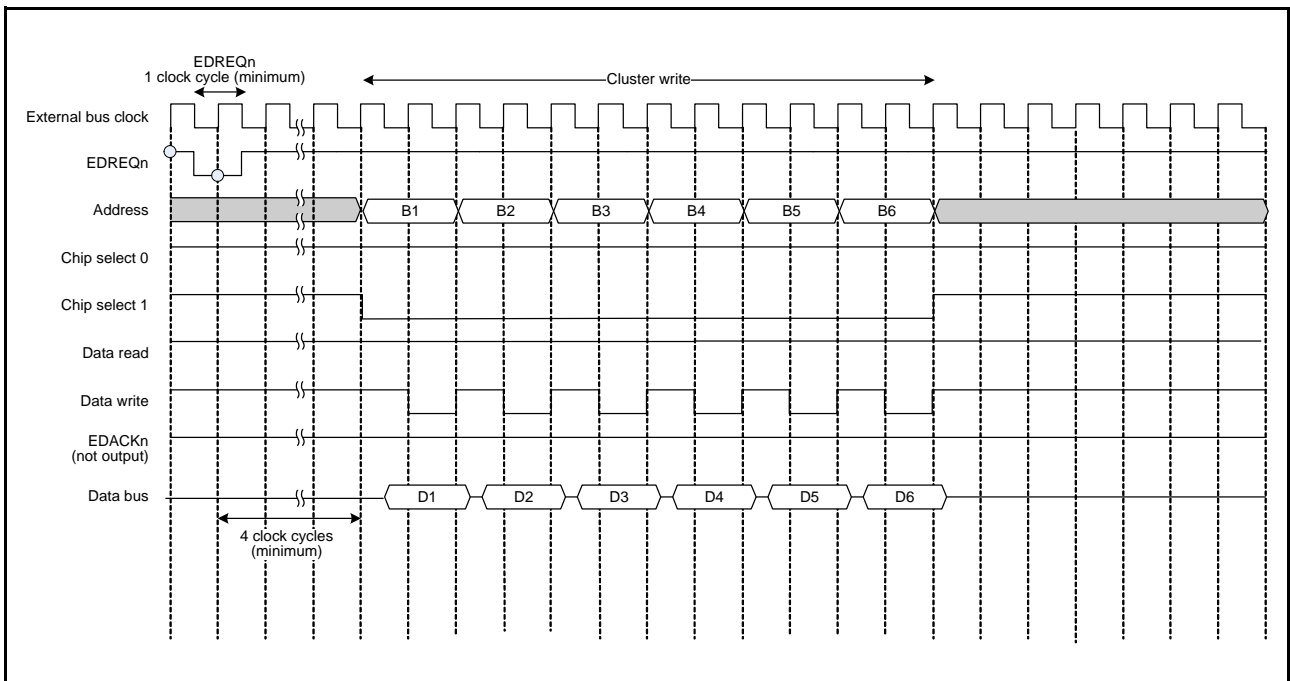 EDREQn
1 clock cycle (minimum)
Cluster write
External bus clock
EDREQn
Address
B1 B2 B3 B4 B5 B6
Chip select 0
Chip select 1
Data read
Data write
EDACKn
(not output)
Data bus
D1 D2 D3 D4 D5 D6
4 clock cycles
(minimum)